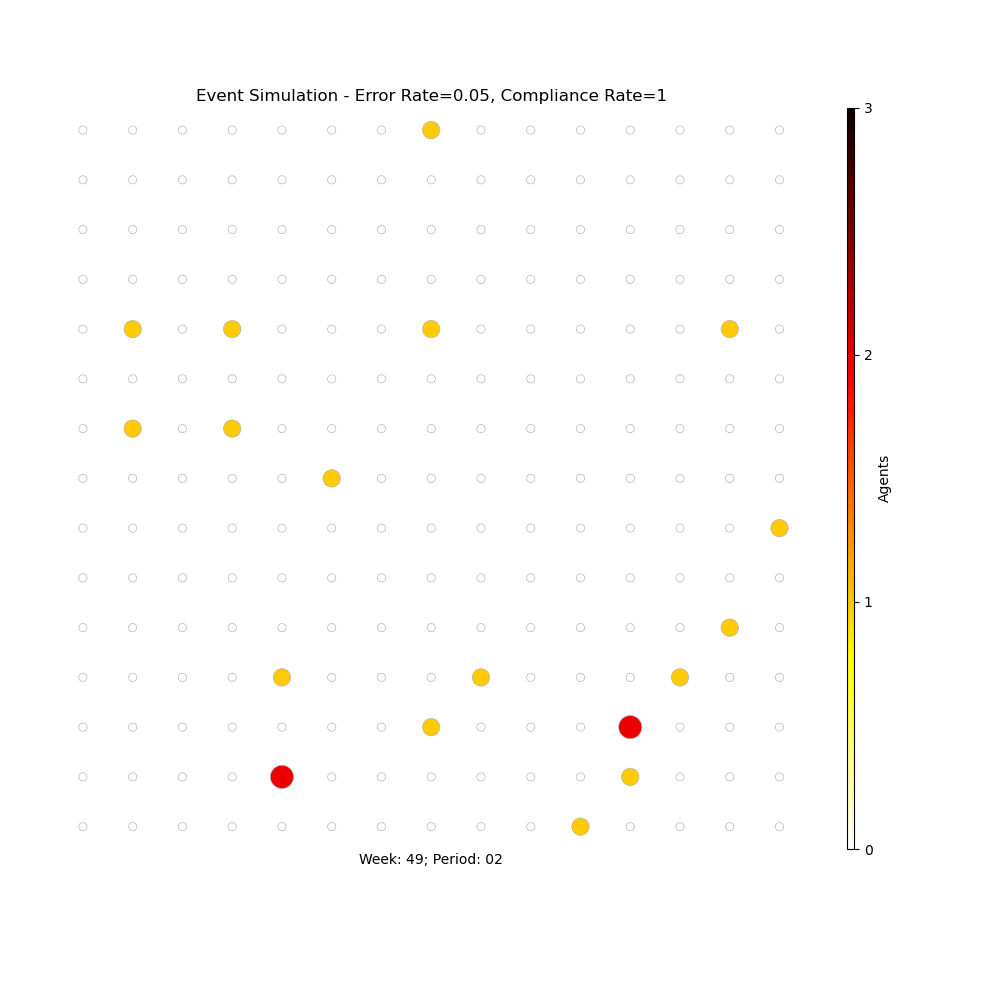 Event Simulation - Error Rate=0.05, Compliance Rate=1
3
2
Agents
1
0
Week: 49; Period: 02